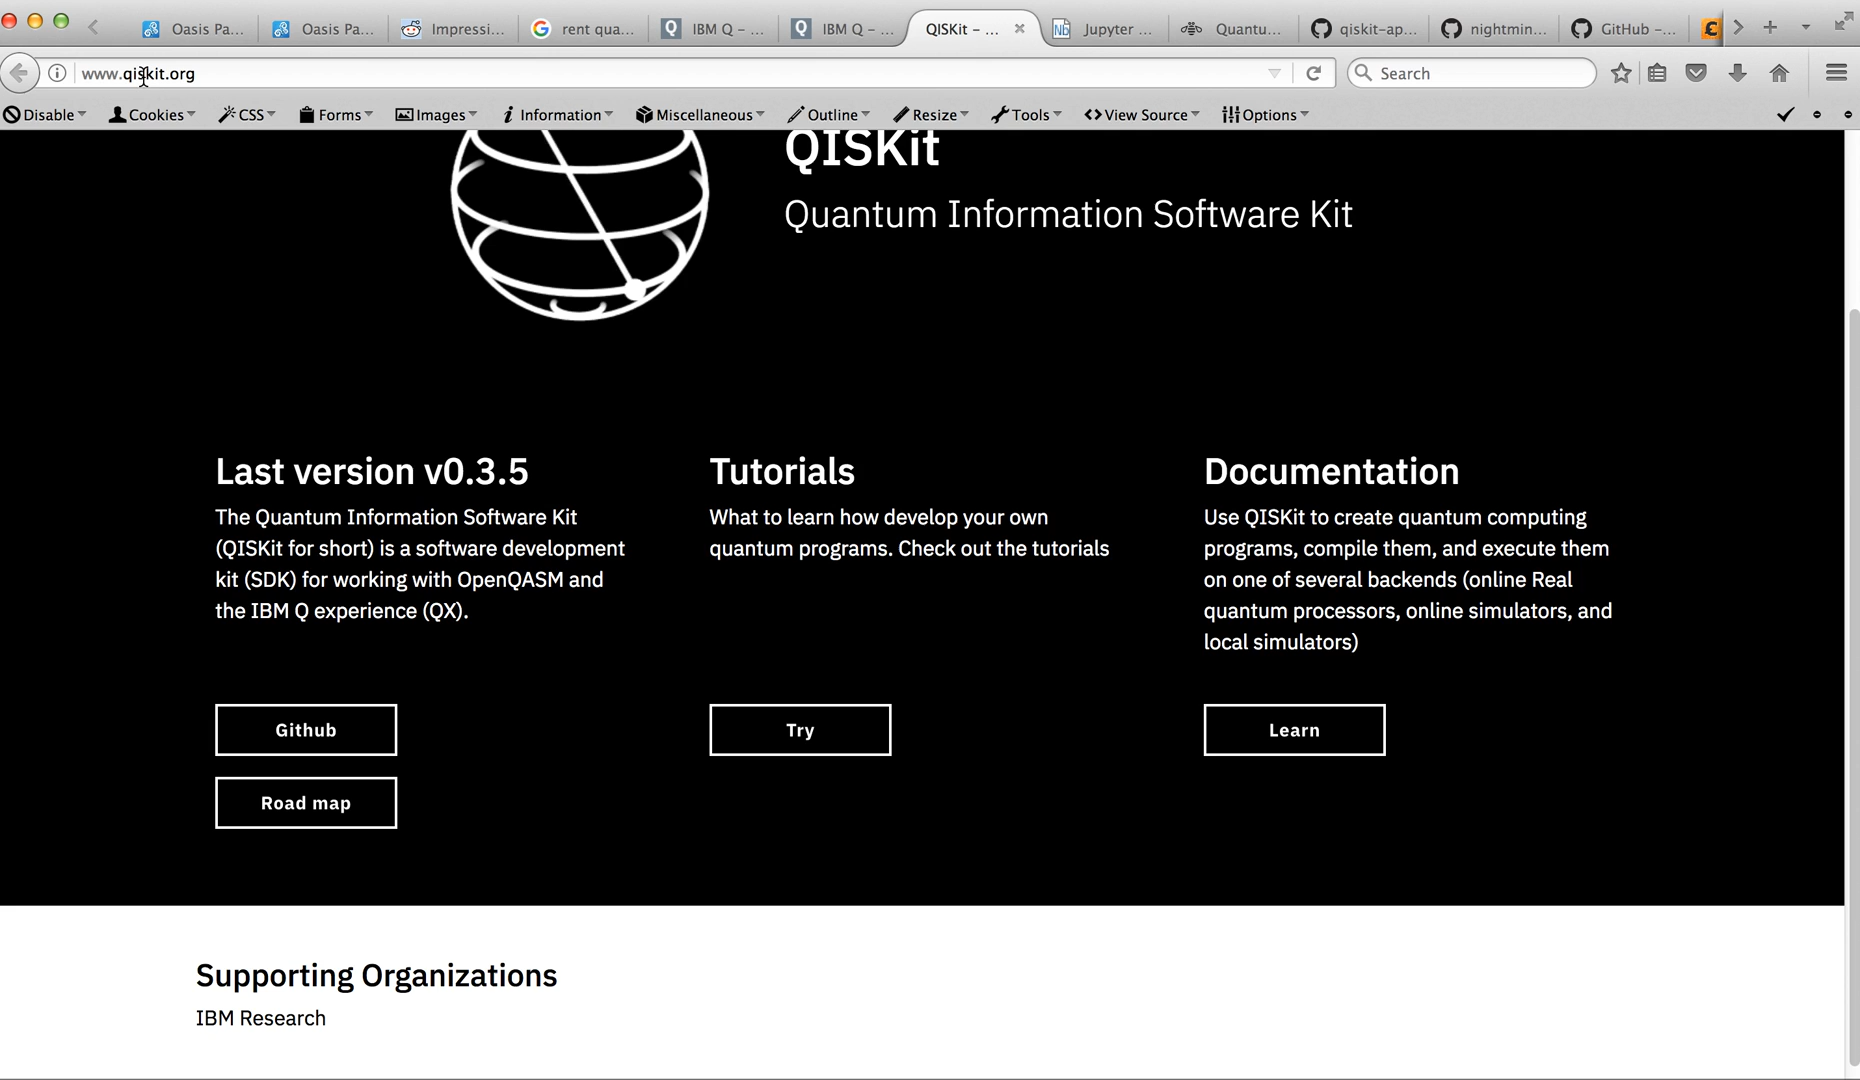 Oasis Pa...
Oasis Pa...
Impressi...
rent qua...
IBM Q – ...
IBM Q – ...
QISKit – ...
Jupyter ...
Quantu...
qiskit-ap...
nightmin...
GitHub –...
www.qiskit.org
Search
Disable
Cookies
CSS
Forms
Images
Information
Miscellaneous
Outline
Resize
Tools
View Source
Options
QISKit
Quantum Information Software Kit
Last version v0.3.5
The Quantum Information Software Kit
(QISKit for short) is a software development
kit (SDK) for working with OpenQASM and
the IBM Q experience (QX).
Github
Road map
Tutorials
What to learn how develop your own
quantum programs. Check out the tutorials
Try
Documentation
Use QISKit to create quantum computing
programs, compile them, and execute them
on one of several backends (online Real
quantum processors, online simulators, and
local simulators)
Learn
Supporting Organizations
IBM Research